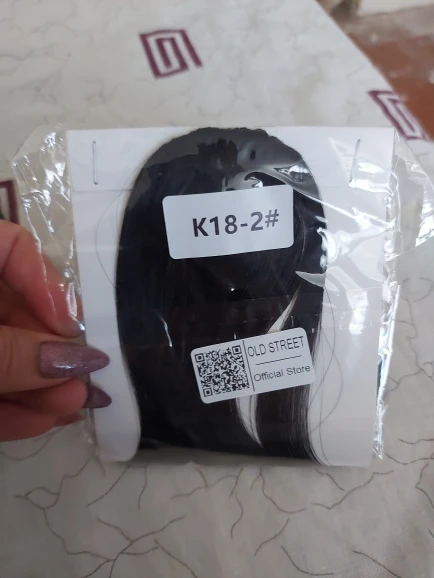 K18-2#
OLD STREET
Official Store